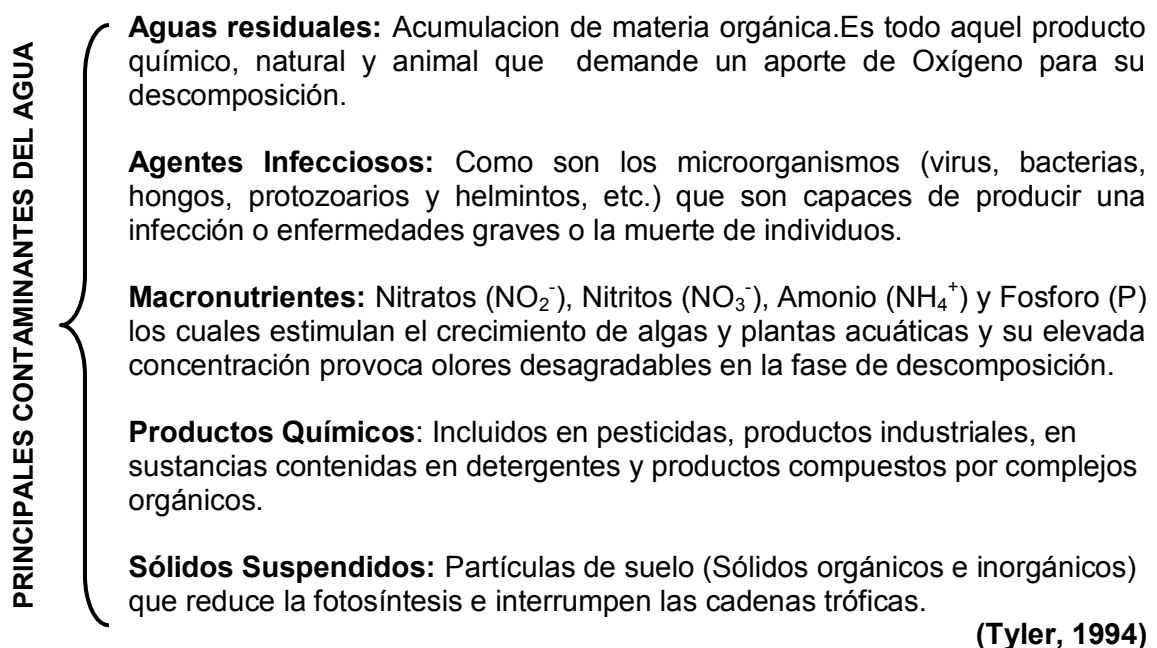 PRINCIPALES CONTAMINANTES DEL AGUA
Aguas residuales: Acumulacion de materia orgánica.Es todo aquel producto
químico, natural y animal que demande un aporte de Oxígeno para su
descomposición.
Agentes Infecciosos: Como son los microorganismos (virus, bacterias,
hongos, protozoarios y helmintos, etc.) que son capaces de producir una
infección o enfermedades graves o la muerte de individuos.
Macronutrientes: Nitratos (NO₂⁻), Nitritos (NO₃⁻), Amonio (NH₄⁺) y Fosforo (P)
los cuales estimulan el crecimiento de algas y plantas acuáticas y su elevada
concentración provoca olores desagradables en la fase de descomposición.
Productos Químicos: Incluidos en pesticidas, productos industriales, en
sustancias contenidas en detergentes y productos compuestos por complejos
orgánicos.
Sólidos Suspendidos: Partículas de suelo (Sólidos orgánicos e inorgánicos)
que reduce la fotosíntesis e interrumpen las cadenas tróficas.
(Tyler, 1994)